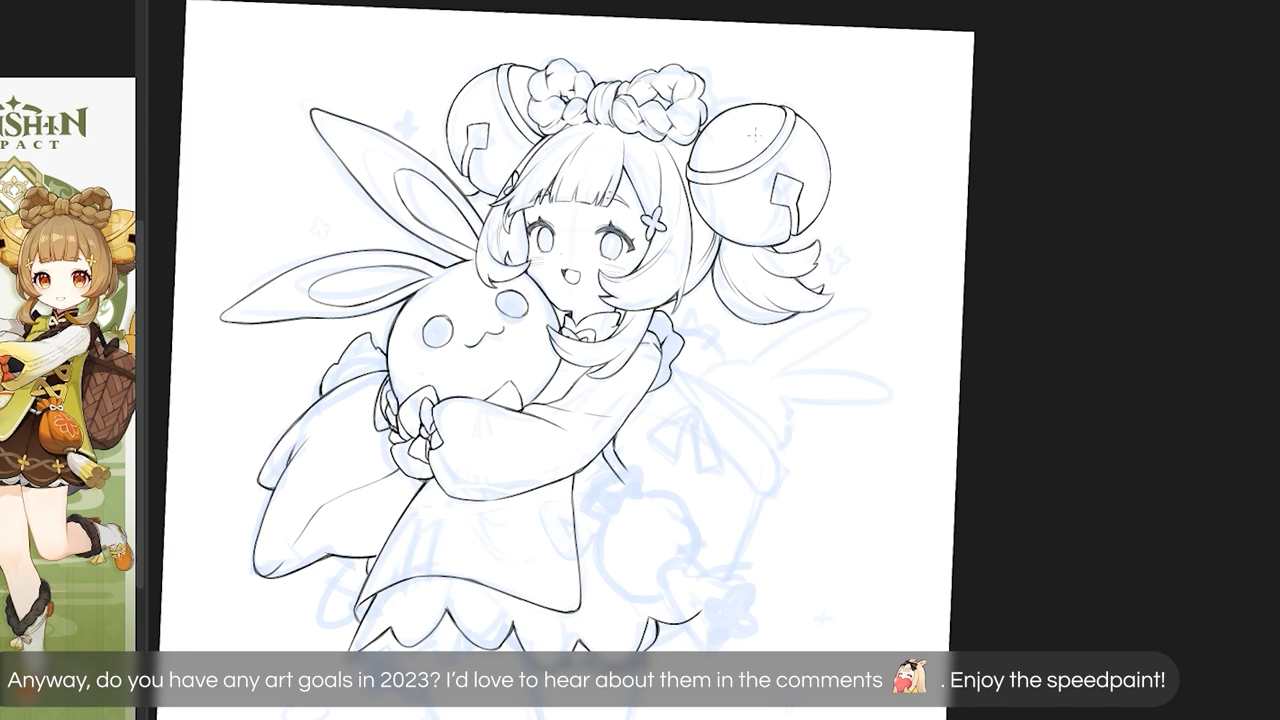 NSHIN
PACT
Anyway, do you have any art goals in 2023? I'd love to hear about them in the comments . Enjoy the speedpaint!